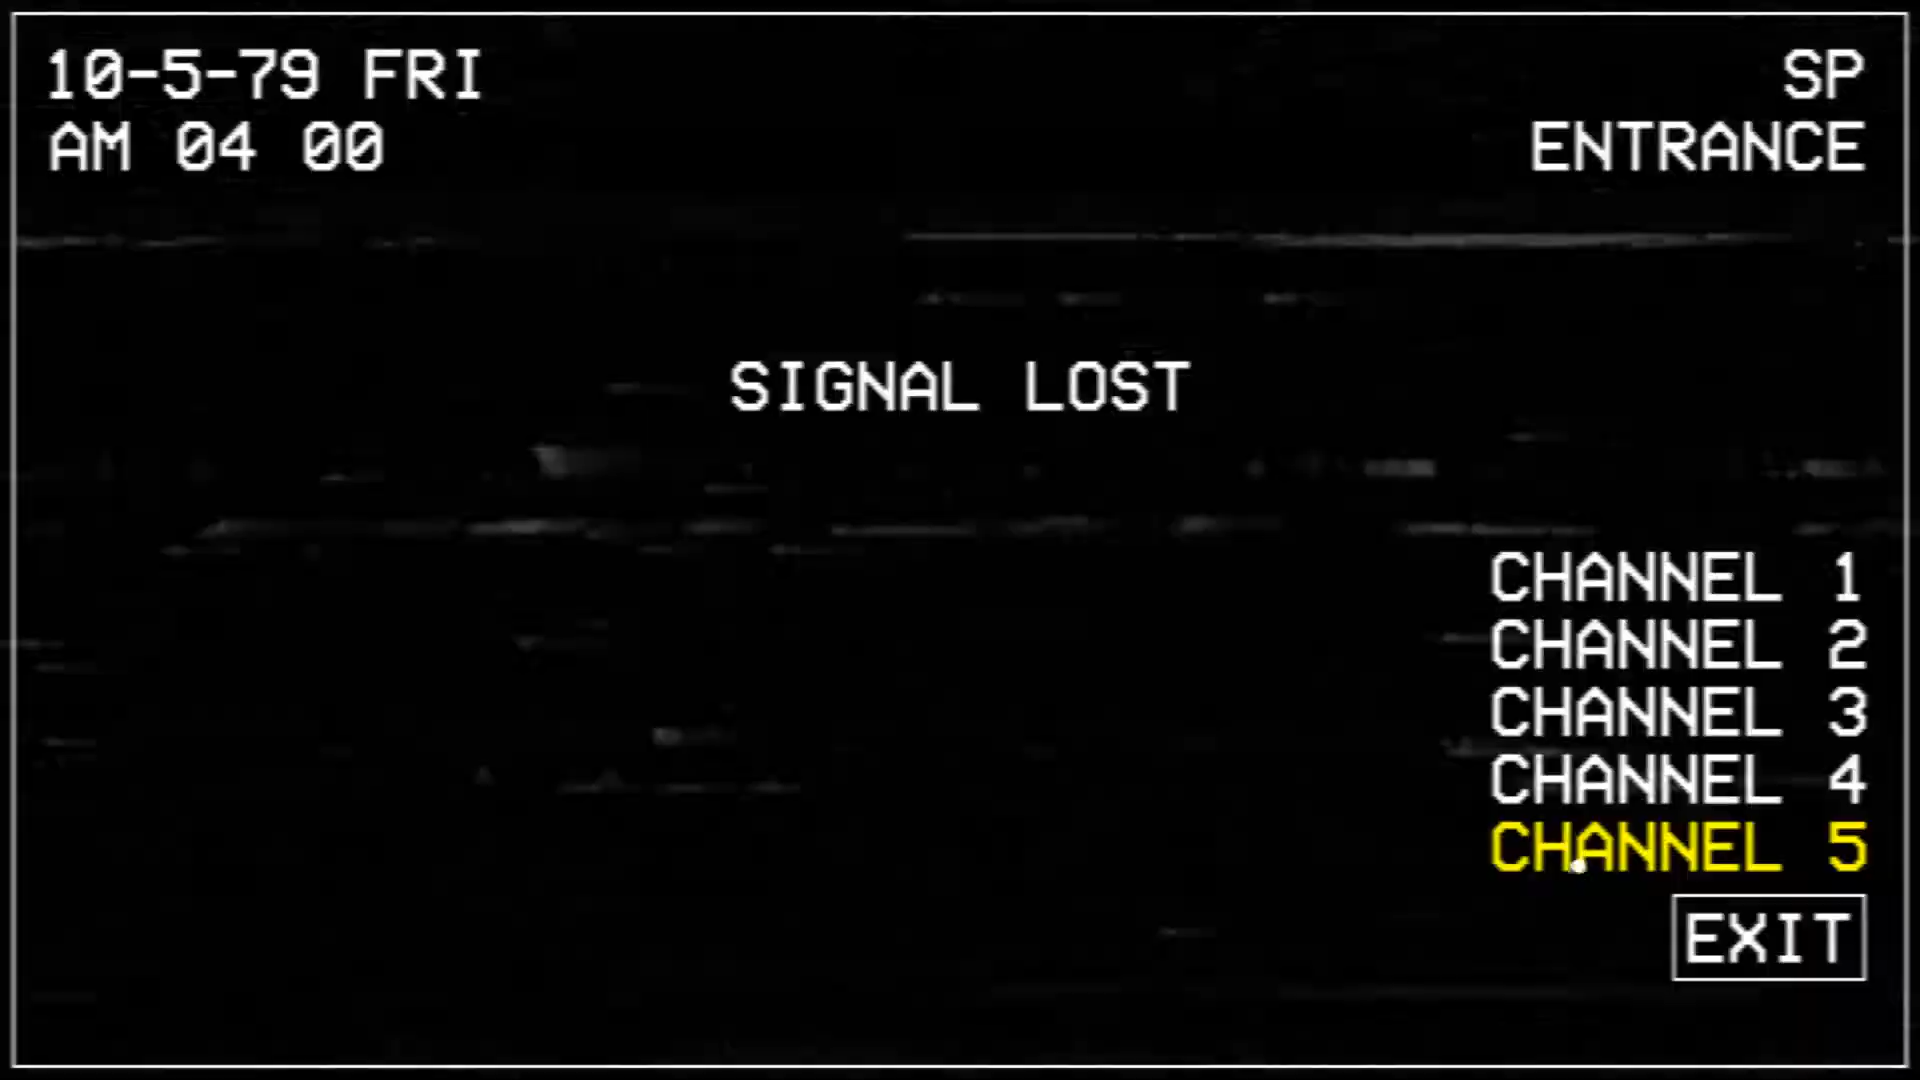 10-5-79 FRI
AM 04 00
SP
ENTRANCE
SIGNAL LOST
CHANNEL 1
CHANNEL 2
CHANNEL 3
CHANNEL 4
CHANNEL 5
EXIT